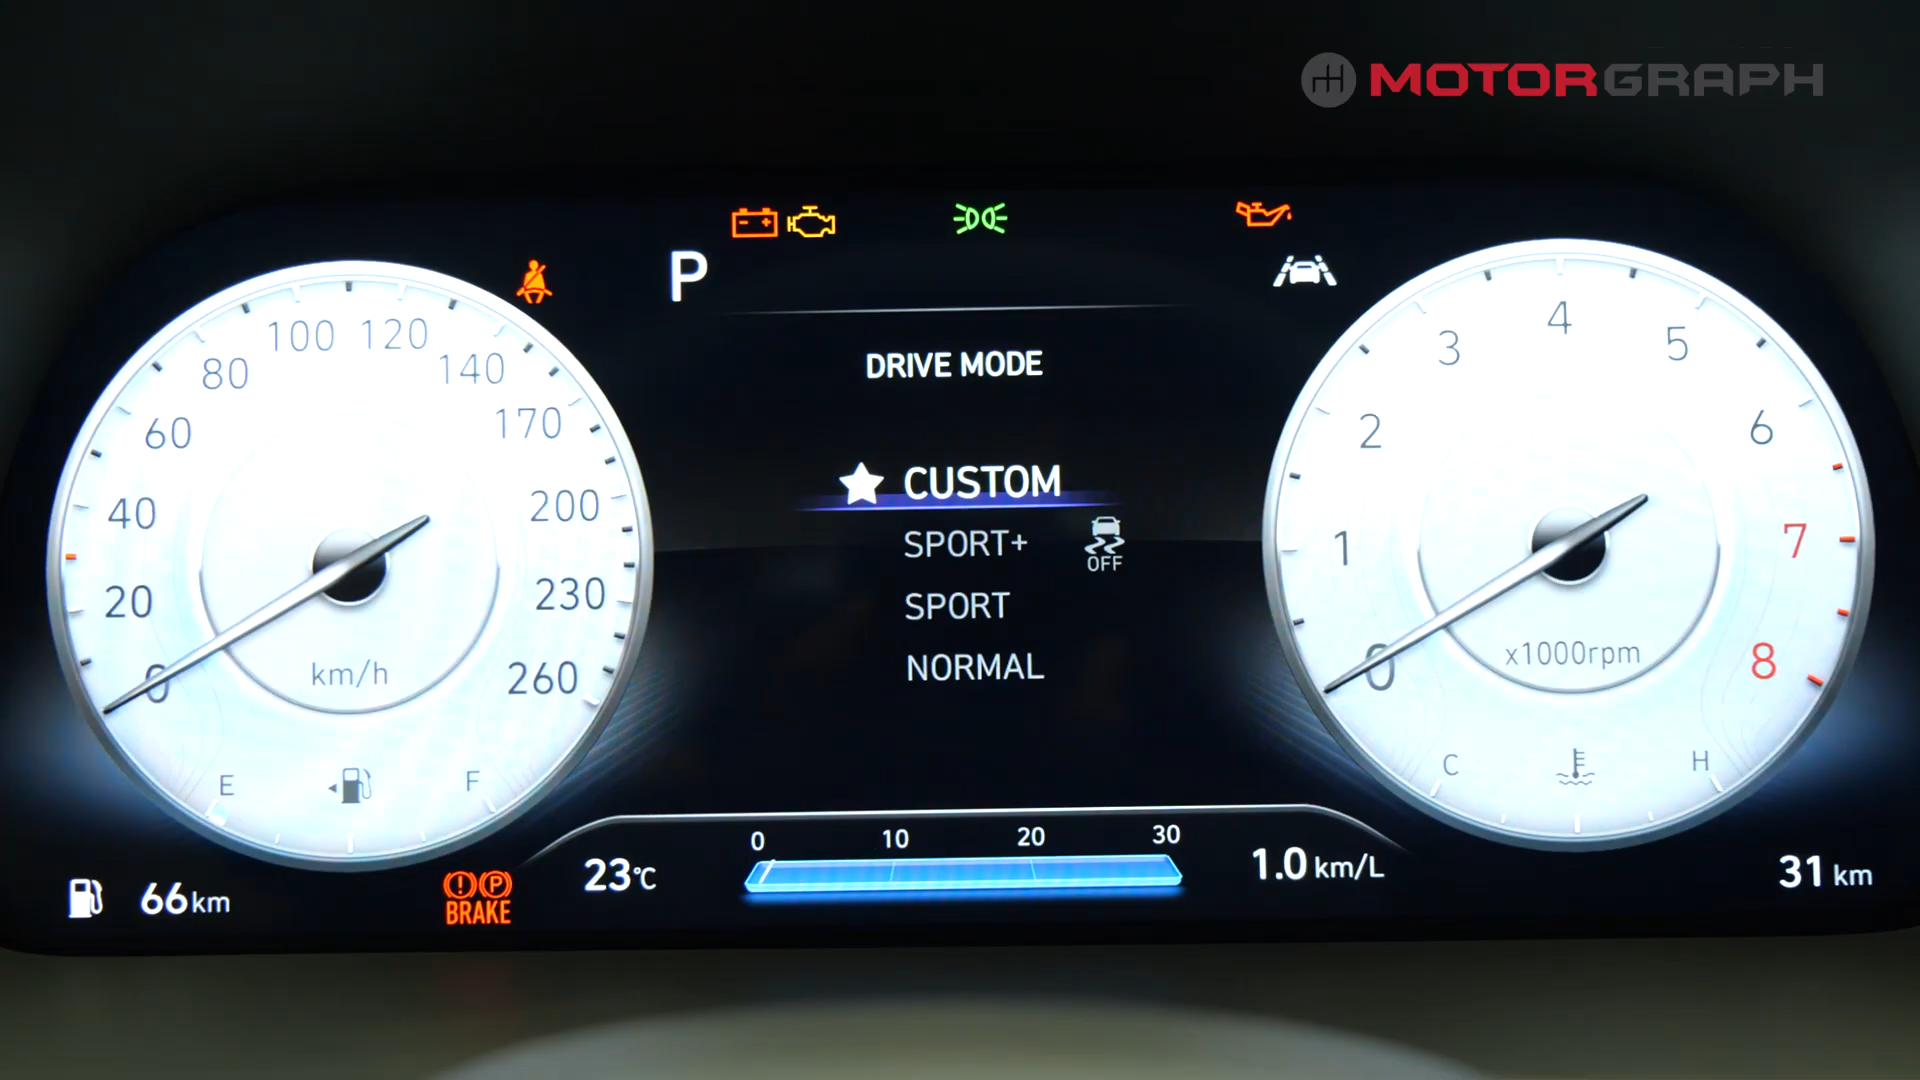 MOTORGRAPH
P
DRIVE MODE
CUSTOM
SPORT+
OFF
SPORT
NORMAL
0
20
40
60
80
100
120
140
170
200
230
260
km/h
E
F
0
1
2
3
4
5
6
7
8
x1000rpm
C
H
66 km
P
BRAKE
23°C
0 10 20 30
1.0 km/L
31 km